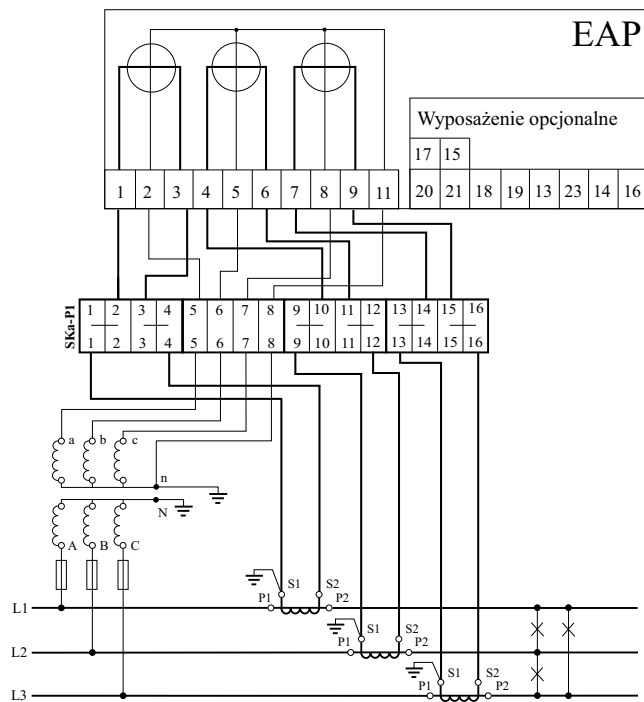 EAP
Wyposażenie opcjonalne
17 15
1 2 3 4 5 6 7 8 9 11
20 21 18 19 13 23 14 16
SKa-P1
1 2 3 4 5 6 7 8 9 10 11 12 13 14 15 16
1 2 3 4 5 6 7 8 9 10 11 12 13 14 15 16
a b c
n
N
A B C
S1 S2
L1 P1 P2
S1 S2
L2 P1 P2
S1 S2
L3 P1 P2